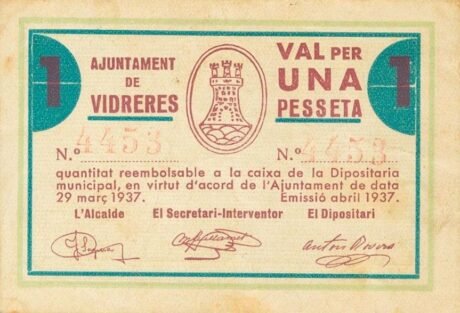 1 AJUNTAMENT VAL PER 1
DE UNA
VIDRERES PESSETA
N.º 4453 N.º 4453
quantitat reembolsable a la caixa de la Dipositaria
municipal, en virtut d'acord de l'Ajuntament de data
29 març 1937. Emissió abril 1937.
L'Alcalde El Secretari-Interventor El Dipositari